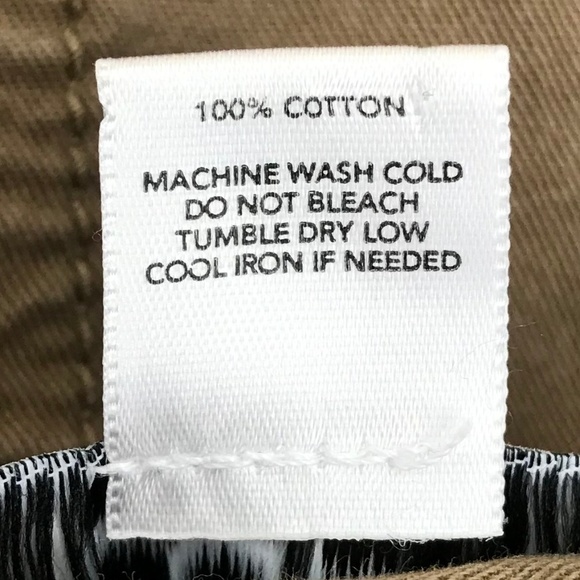 100% COTTON
MACHINE WASH COLD
DO NOT BLEACH
TUMBLE DRY LOW
COOL IRON IF NEEDED